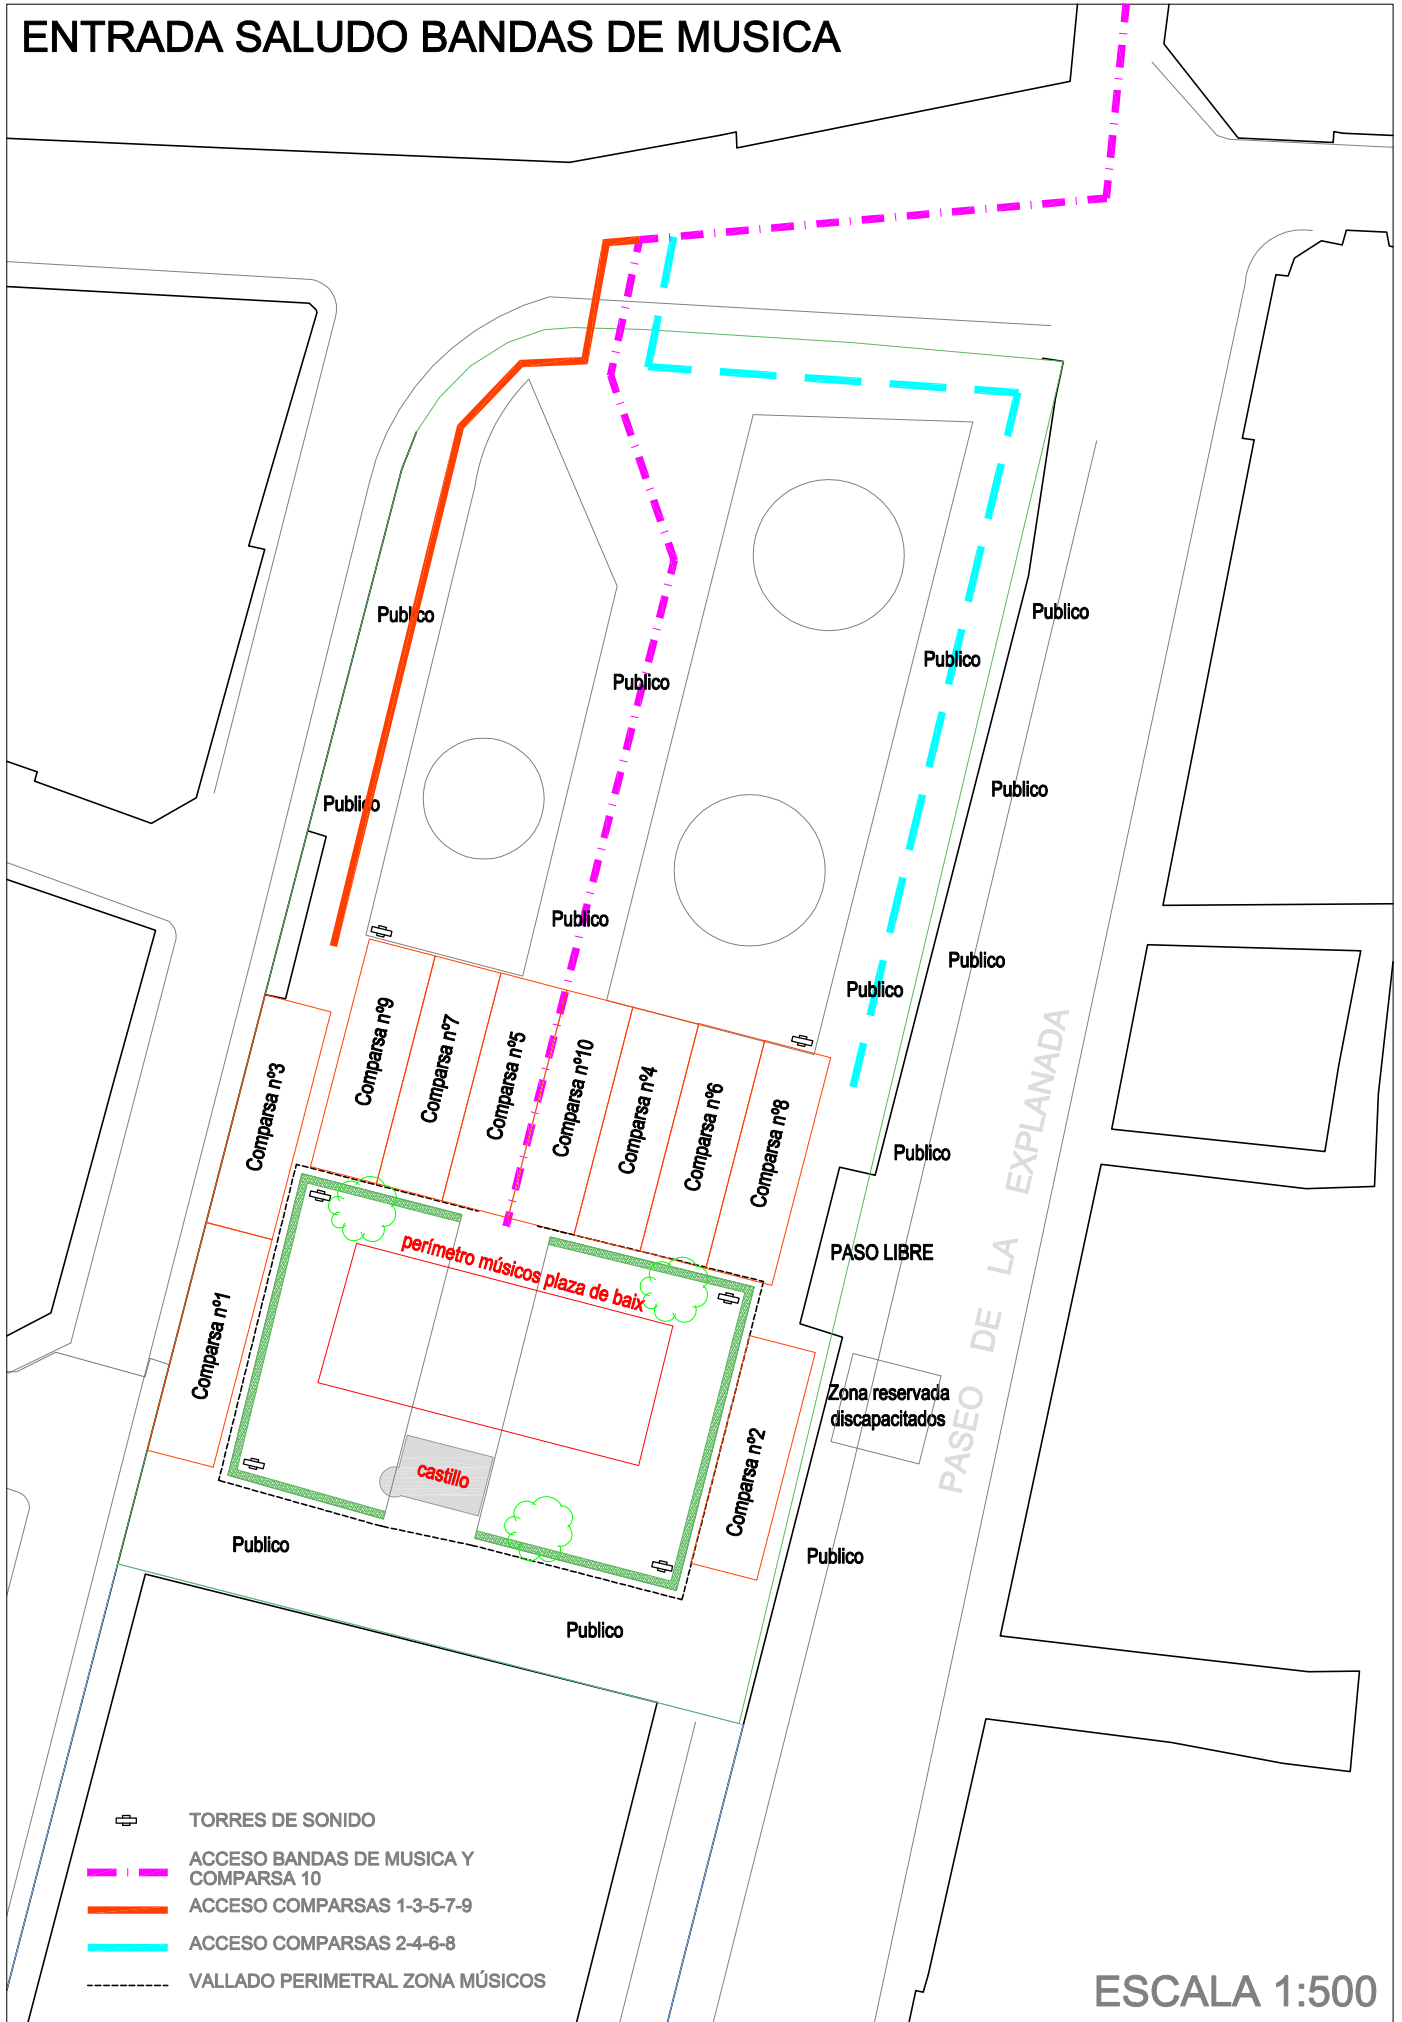 ENTRADA SALUDO BANDAS DE MUSICA
Publico
Publico
Publico
Publico
Publico
Publico
Publico
Publico
Publico
Publico
Comparsa nº9
Comparsa nº7
Comparsa nº5
Comparsa nº10
Comparsa nº4
Comparsa nº6
Comparsa nº8
Comparsa nº3
Comparsa nº1
Comparsa nº2
PASEO DE LA EXPLANADA
PASO LIBRE
perímetro músicos plaza de baix
Zona reservada
discapacitados
castillo
Publico
Publico
Publico
TORRES DE SONIDO
ACCESO BANDAS DE MUSICA Y
COMPARSA 10
ACCESO COMPARSAS 1-3-5-7-9
ACCESO COMPARSAS 2-4-6-8
VALLADO PERIMETRAL ZONA MÚSICOS
ESCALA 1:500